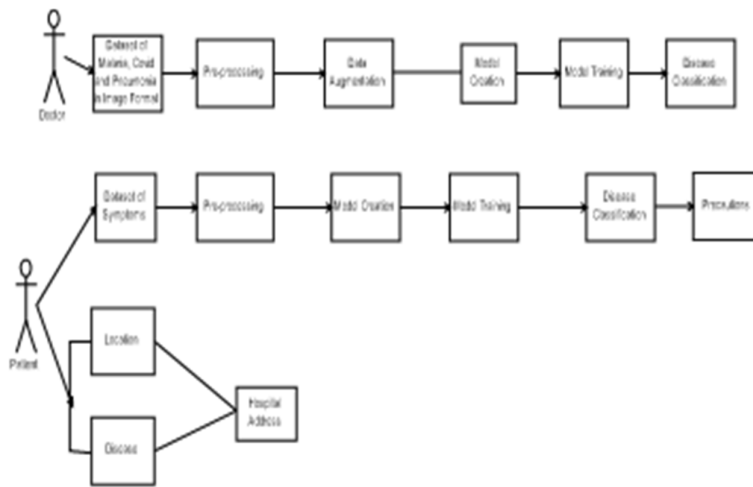 Doctor
Dataset of
Malaria, Covid
and Pneumonia
in Image Format
Pre-processing
Data
Augmentation
Model
Creation
Model Training
Disease
Classification
Dataset of
Symptoms
Pre-processing
Model Creation
Model Training
Disease
Classification
Precautions
Patient
Location
Disease
Hospital
Address